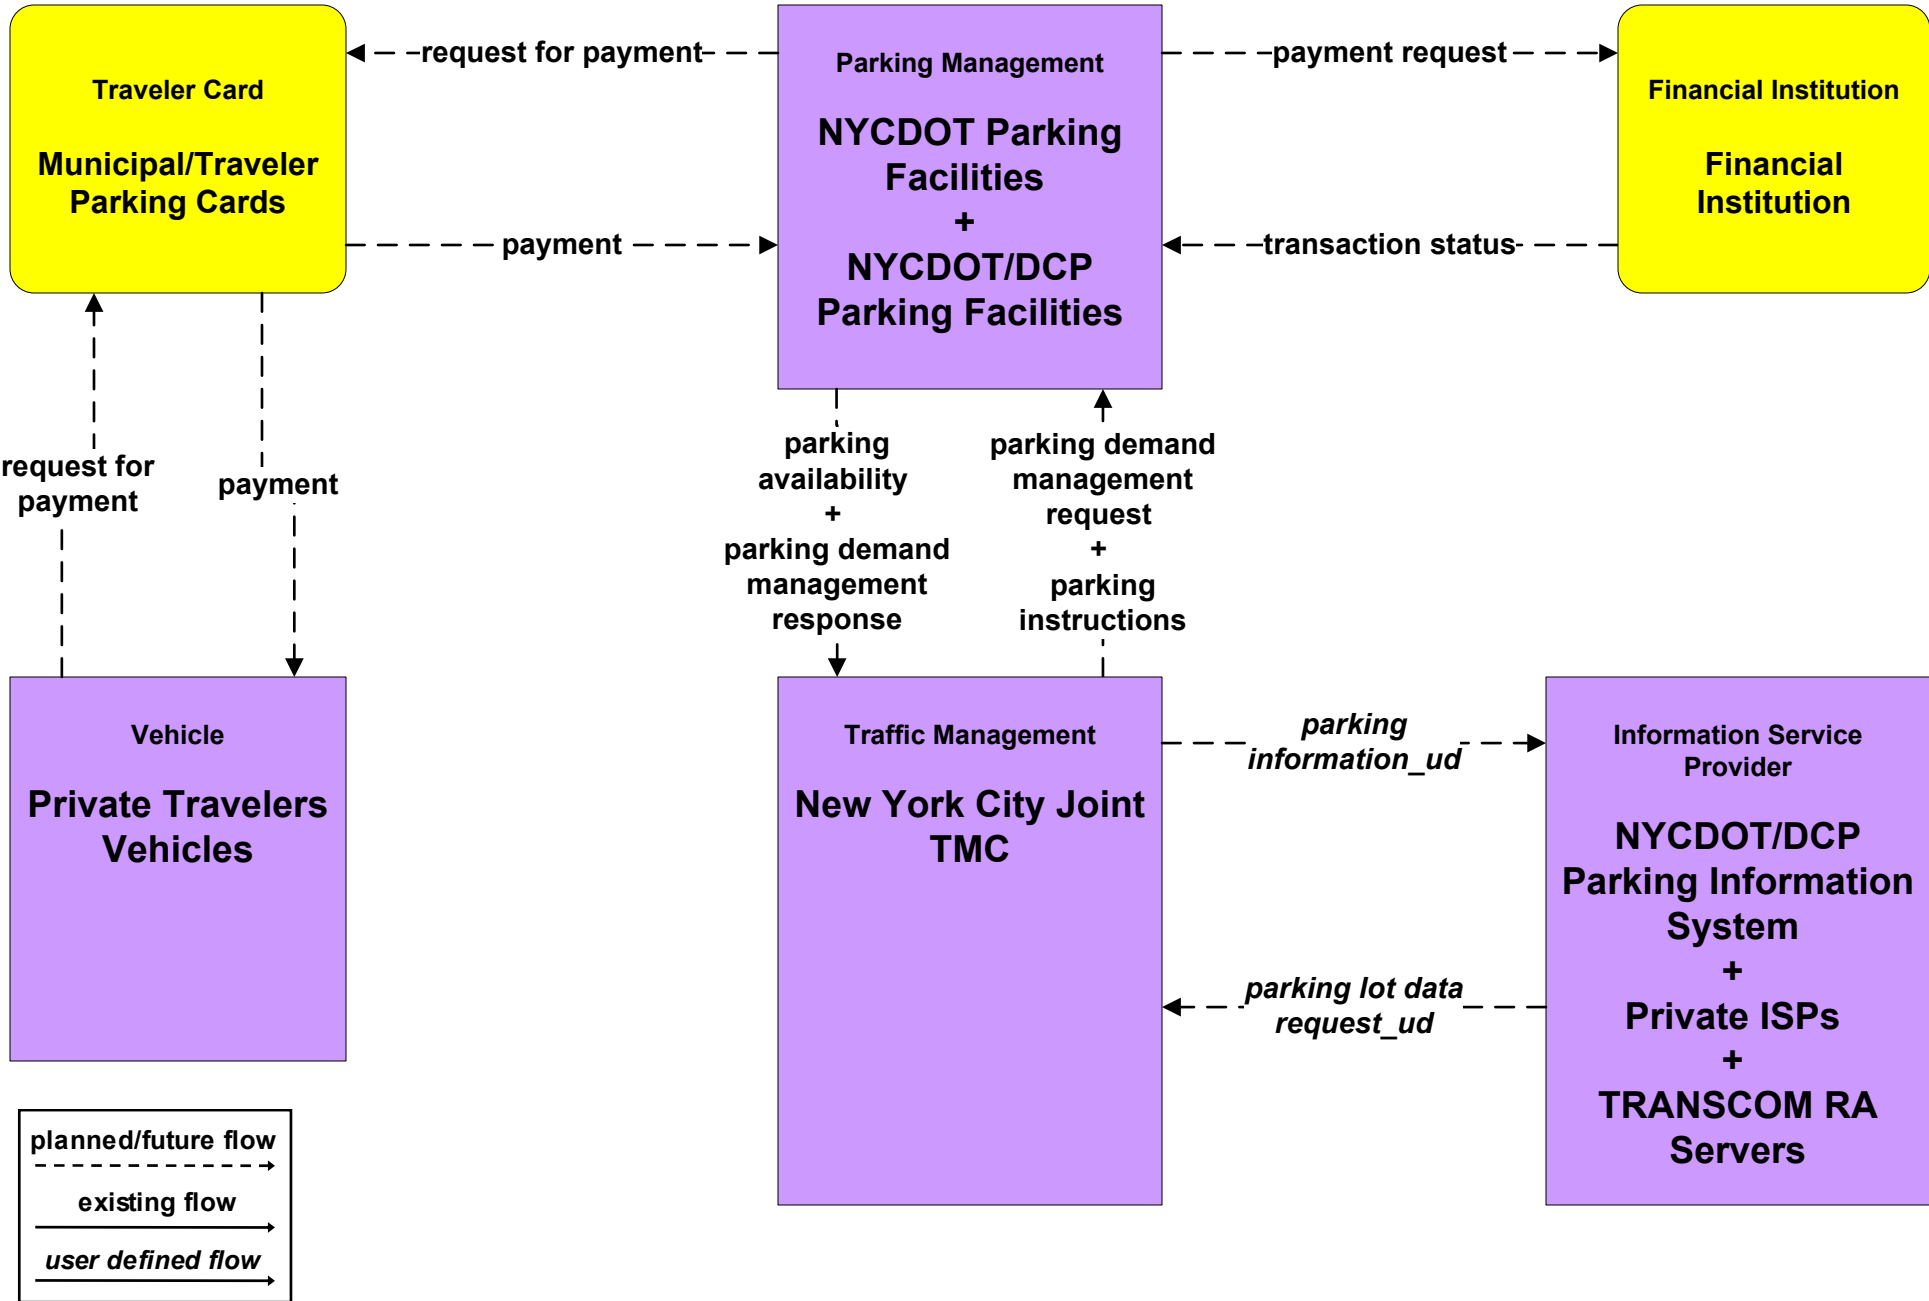 request for payment
payment request
Traveler Card
Municipal/Traveler
Parking Cards
Parking Management
NYCDOT Parking
Facilities
+
NYCDOT/DCP
Parking Facilities
Financial Institution
Financial
Institution
payment
transaction status
request for
payment
payment
parking
availability
+
parking demand
management
response
parking demand
management
request
+
parking
instructions
Vehicle
Private Travelers
Vehicles
Traffic Management
New York City Joint
TMC
parking
information_ud
parking lot data
request_ud
Information Service
Provider
NYCDOT/DCP
Parking Information
System
+
Private ISPs
+
TRANSCOM RA
Servers
planned/future flow
existing flow
user defined flow